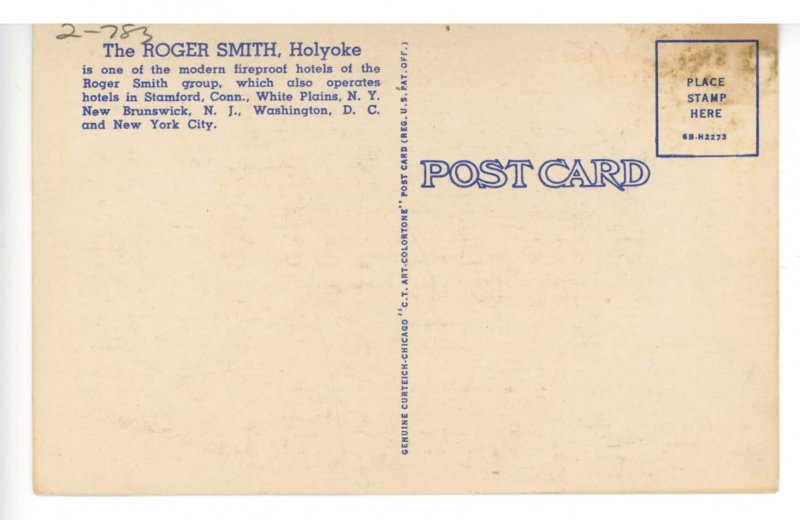 2-783
The ROGER SMITH, Holyoke
is one of the modern fireproof hotels of the
Roger Smith group, which also operates
hotels in Stamford, Conn., White Plains, N. Y.
New Brunswick, N. J., Washington, D. C.
and New York City.
GENUINE CURTEICH-CHICAGO "C.T. ART-COLORTONE" POST CARD (REG. U.S. PAT. OFF.)
POST CARD
PLACE
STAMP
HERE
6B-H2273